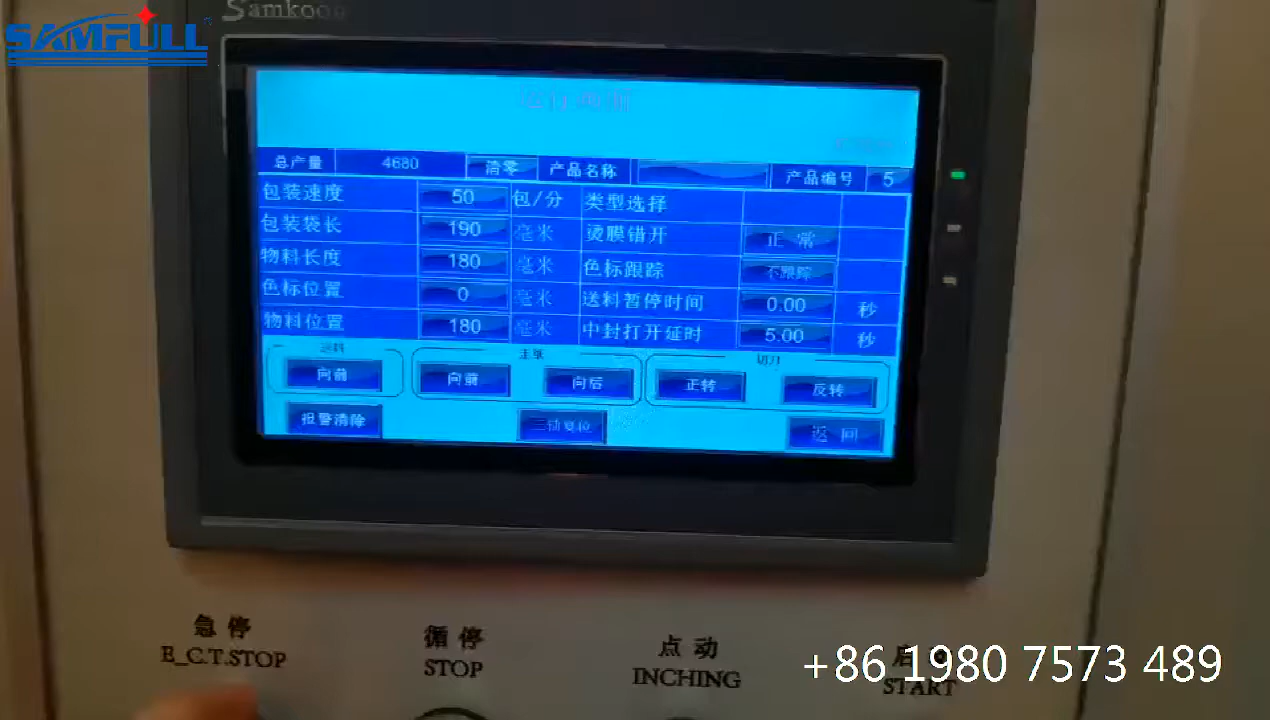 Samkoon
SAMFULL
总产量 4680 清零 产品名称 产品编号 5
包装速度 50 包/分 类型选择
包装袋长 190 毫米 烫膜错开 正常
物料长度 180 毫米 色标跟踪 不跟踪
色标位置 0 毫米 送料暂停时间 0.00 秒
物料位置 180 毫米 中封打开延时 5.00 秒
送料 主纸 切刀
向前 向前 向后 正转 反转
报警清除 返回
急停 循停 点动
E_C.T.STOP STOP INCHING START
+86 1980 7573 489